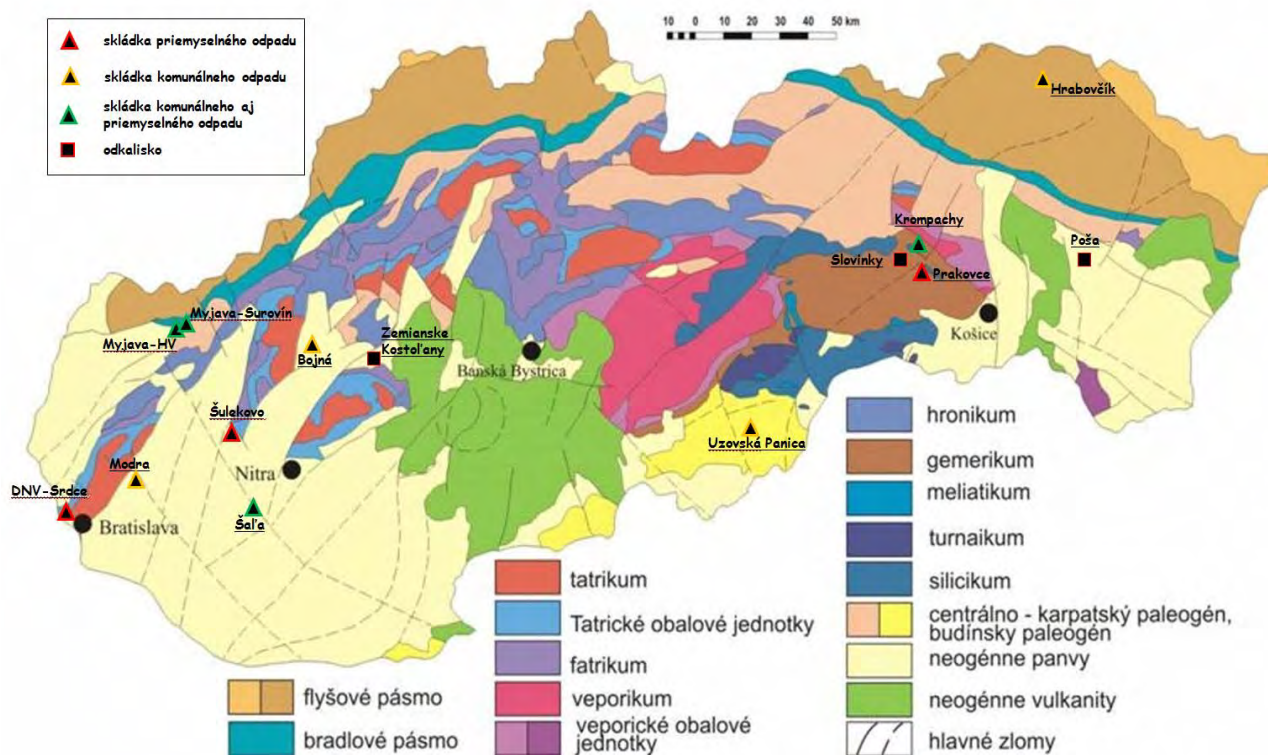 skládka priemyselného odpadu
skládka komunálneho odpadu
skládka komunálneho aj
priemyselného odpadu
odkalisko
10 0 10 20 30 40 50 km
Hrabovčík
Krompachy
Slovinky
Prakovce
Poša
Košice
Myjava-Surovín
Myjava-HV
Bojná
Zemianske
Kostoľany
Banská Bystrica
Šulekovo
Uzovská Panica
Modra
Nitra
DNV-Srdce
Bratislava
Šaľa
flyšové pásmo
bradlové pásmo
tatrikum
Tatrické obalové jednotky
fatrikum
veporikum
veporické obalové
jednotky
hronikum
gemerikum
meliatikum
turnaikum
silicikum
centrálno - karpatský paleogén,
budínsky paleogén
neogénne panvy
neogénne vulkanity
hlavné zlomy